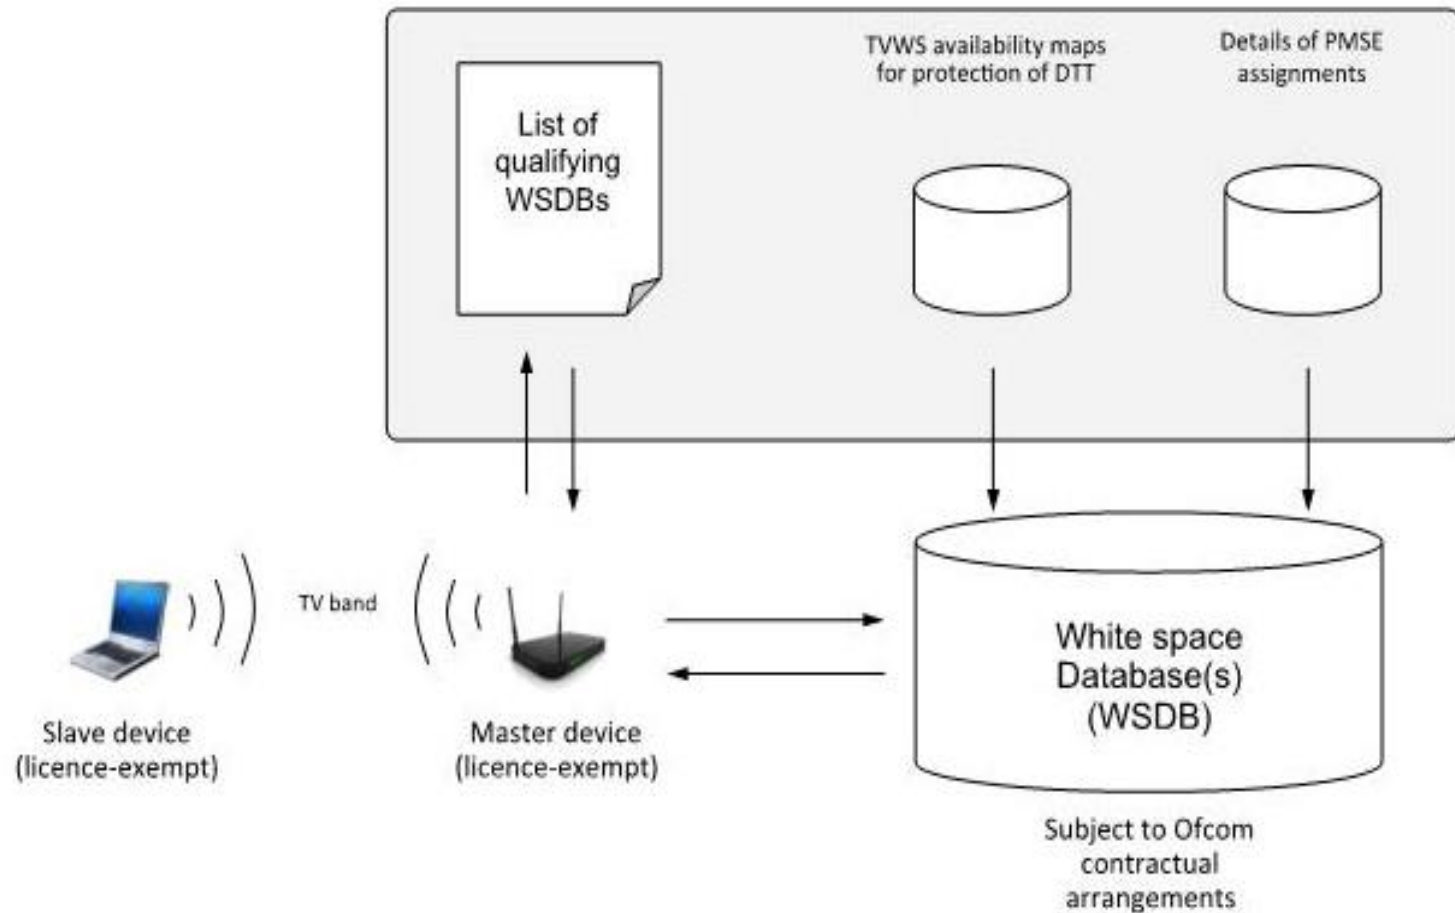 List of
qualifying
WSDBs
TVWS availability maps
for protection of DTT
Details of PMSE
assignments
TV band
Slave device
(licence-exempt)
Master device
(licence-exempt)
White space
Database(s)
(WSDB)
Subject to Ofcom
contractual
arrangements